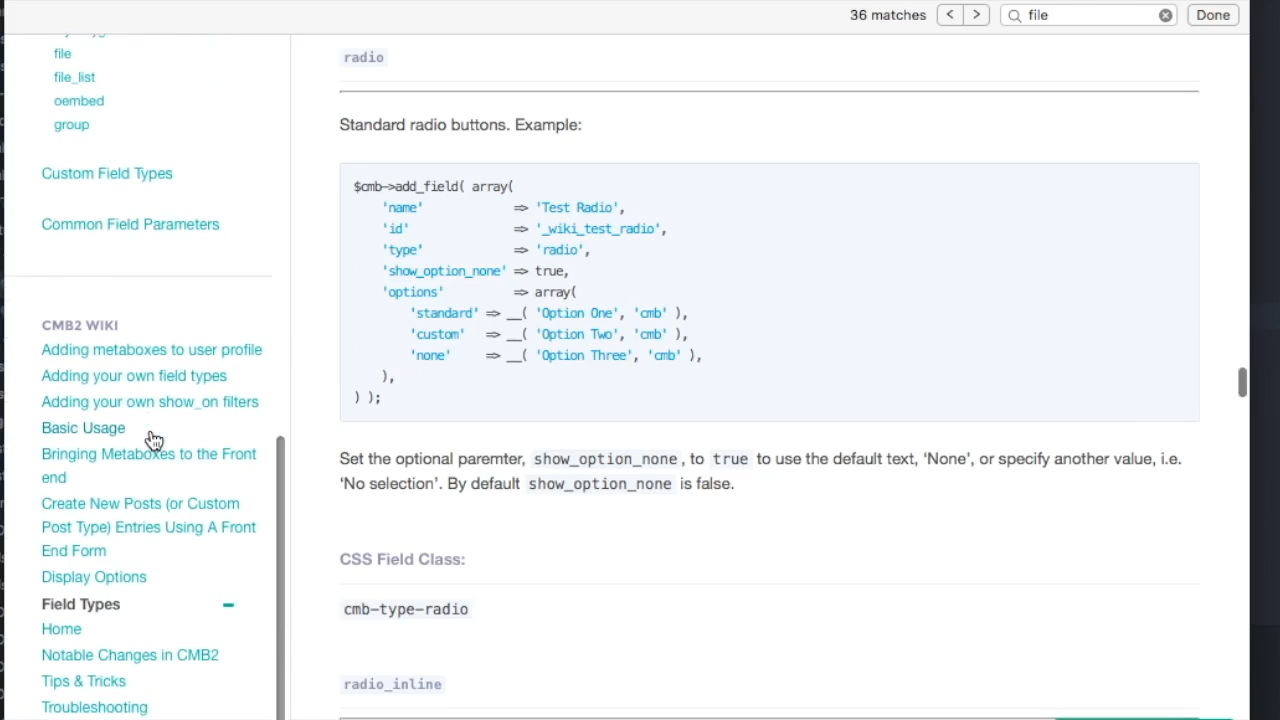 36 matches
file
Done
file
file_list
oembed
group
Custom Field Types
Common Field Parameters
CMB2 WIKI
Adding metaboxes to user profile
Adding your own field types
Adding your own show_on filters
Basic Usage
Bringing Metaboxes to the Front
end
Create New Posts (or Custom
Post Type) Entries Using A Front
End Form
Display Options
Field Types
Home
Notable Changes in CMB2
Tips & Tricks
Troubleshooting
radio
Standard radio buttons. Example:
$cmb->add_field( array(
'name' => 'Test Radio',
'id' => '_wiki_test_radio',
'type' => 'radio',
'show_option_none' => true,
'options' => array(
'standard' => __( 'Option One', 'cmb' ),
'custom' => __( 'Option Two', 'cmb' ),
'none' => __( 'Option Three', 'cmb' ),
),
) );
Set the optional paremter, show_option_none, to true to use the default text, ‘None’, or specify another value, i.e.
‘No selection’. By default show_option_none is false.
CSS Field Class:
cmb-type-radio
radio_inline